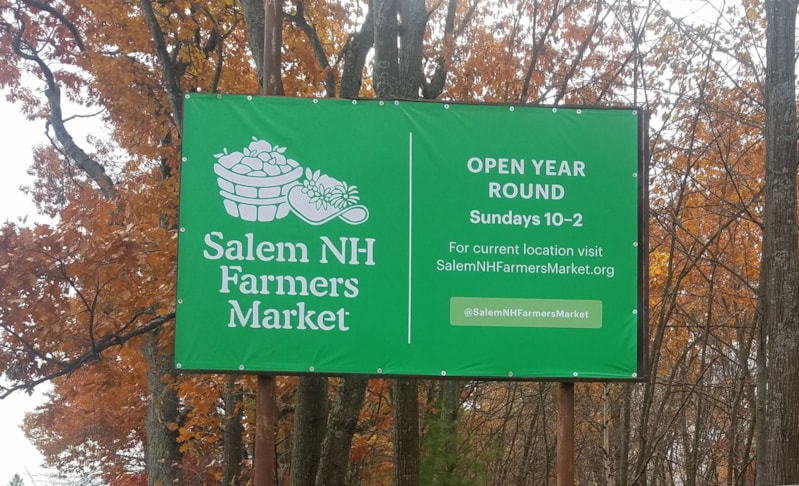 Salem NH
Farmers
Market
OPEN YEAR
ROUND
Sundays 10–2
For current location visit
SalemNHFarmersMarket.org
@SalemNHFarmersMarket